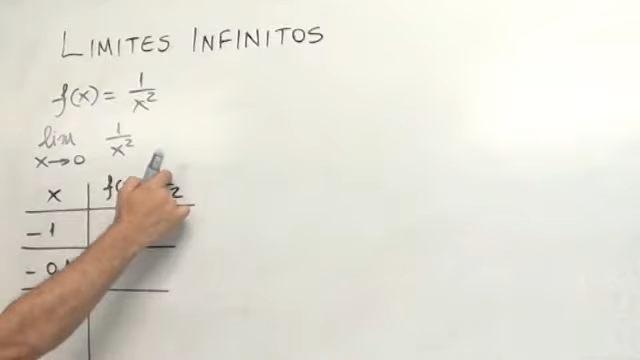 LIMITES INFINITOS
f(x) = 1/x²
lim x→0 1/x²
x
-1